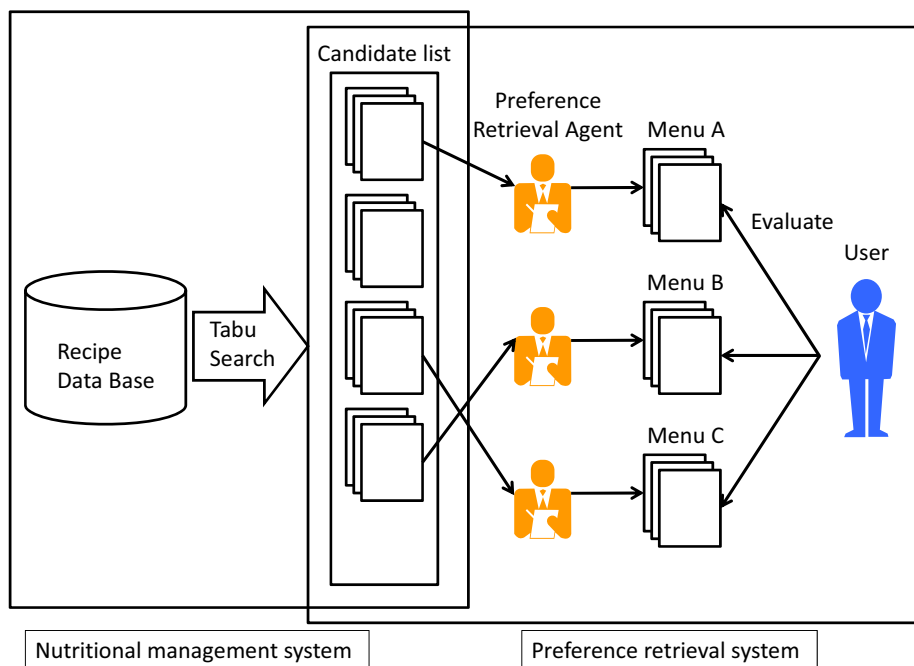 Candidate list
Preference
Retrieval Agent
Menu A
Evaluate
User
Menu B
Tabu
Search
Recipe
Data Base
Menu C
Nutritional management system
Preference retrieval system